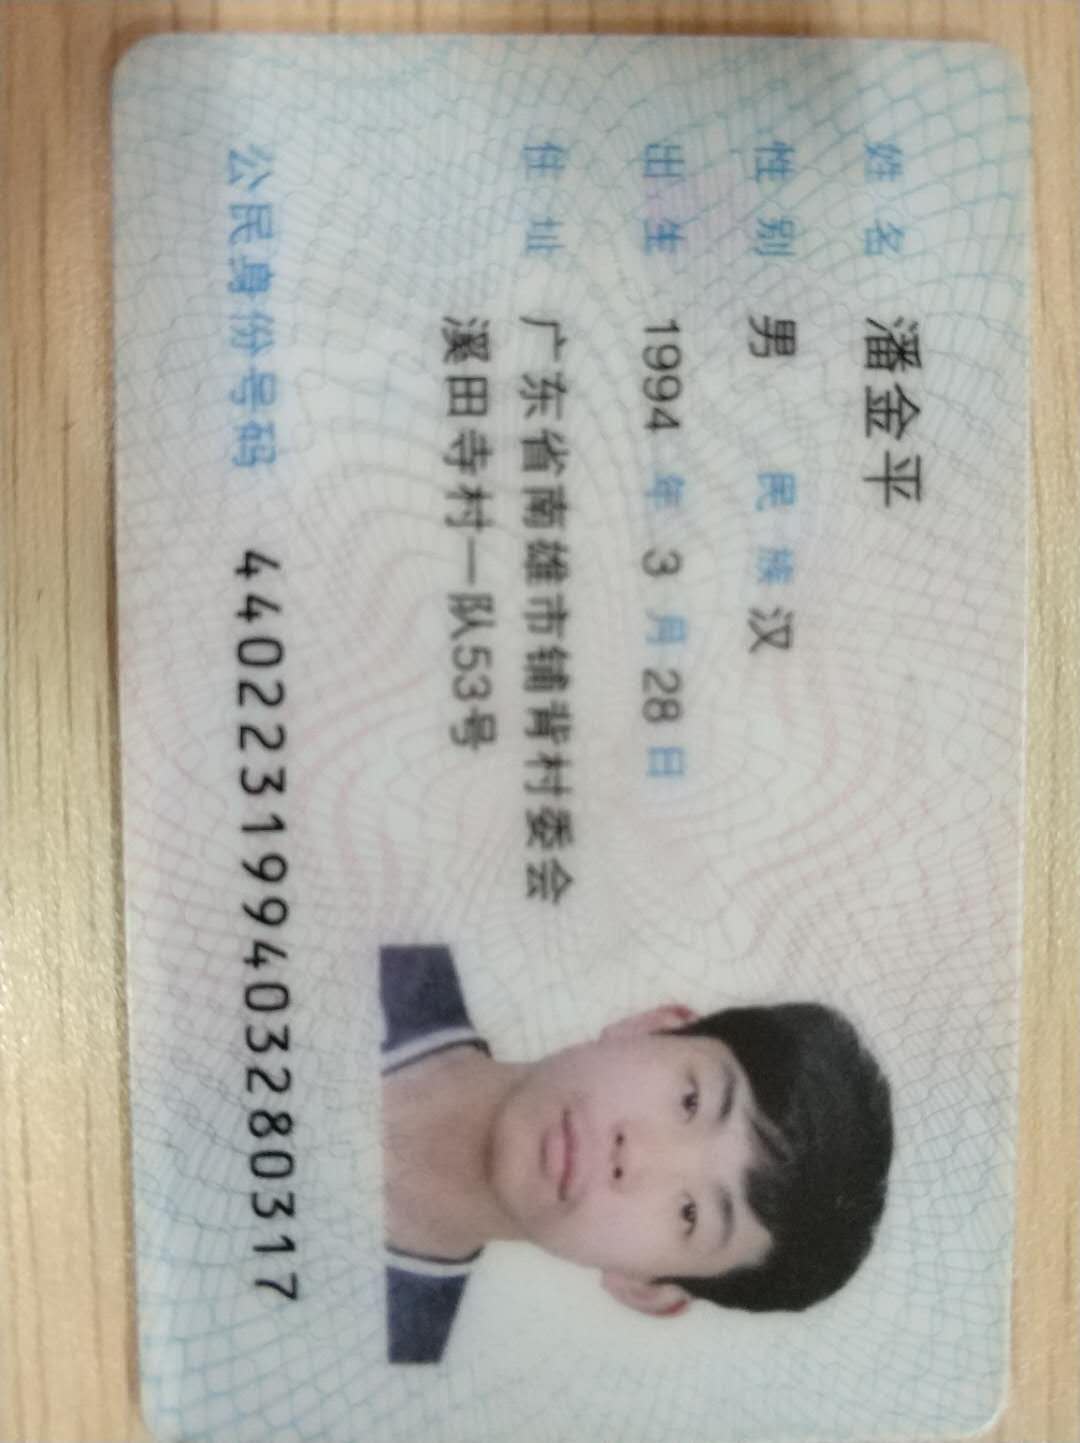 姓名 潘金平
性别 男 民族 汉
出生 1994 年 3 月 28 日
住址 广东省南雄市铺背村委会
溪田寺村一队53号
公民身份号码 440223199403280317